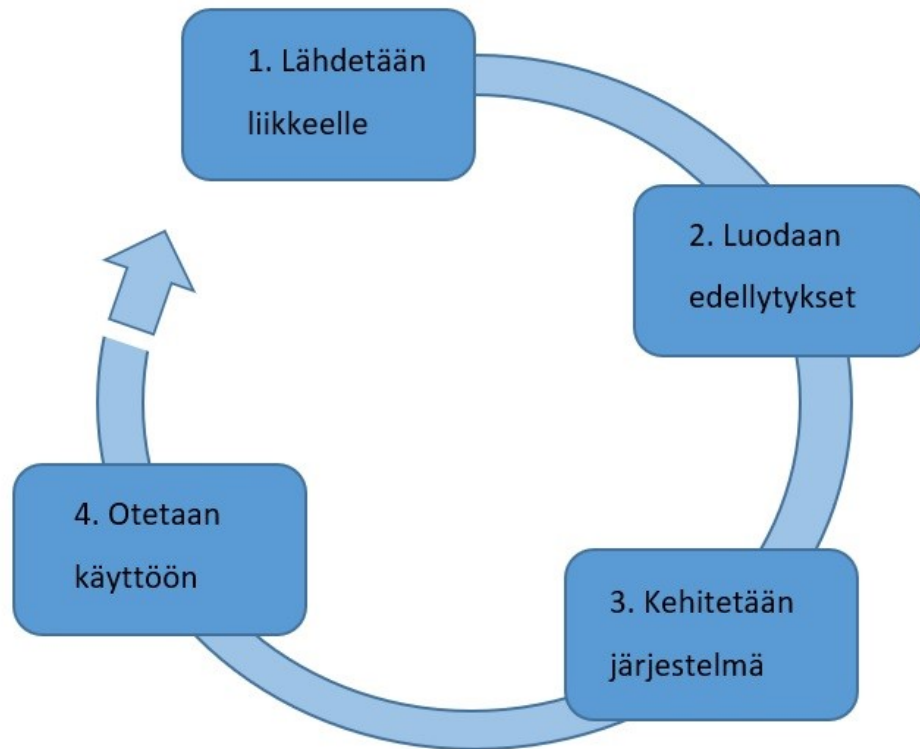 1. Lähdetään
liikkeelle
2. Luodaan
edellytykset
3. Kehitetään
järjestelmä
4. Otetaan
käyttöön